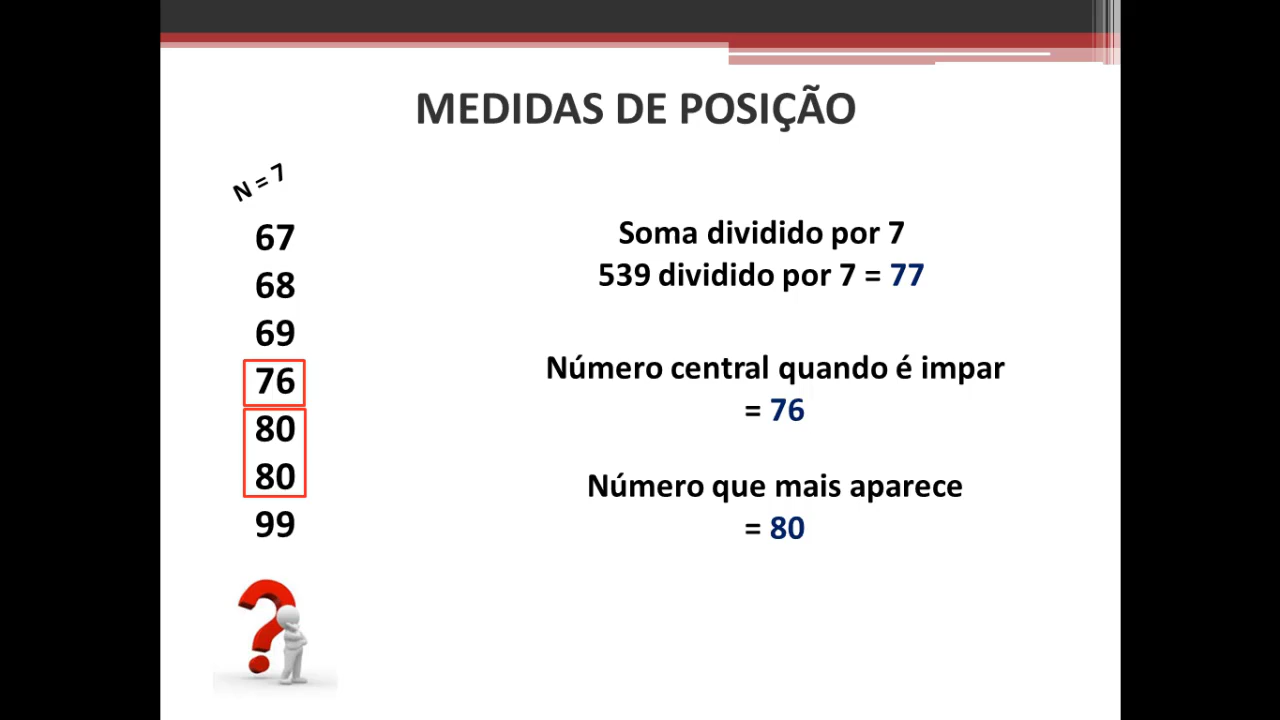 MEDIDAS DE POSIÇÃO
N = 7
67
68
69
76
80
80
99
Soma dividido por 7
539 dividido por 7 = 77
Número central quando é impar
= 76
Número que mais aparece
= 80